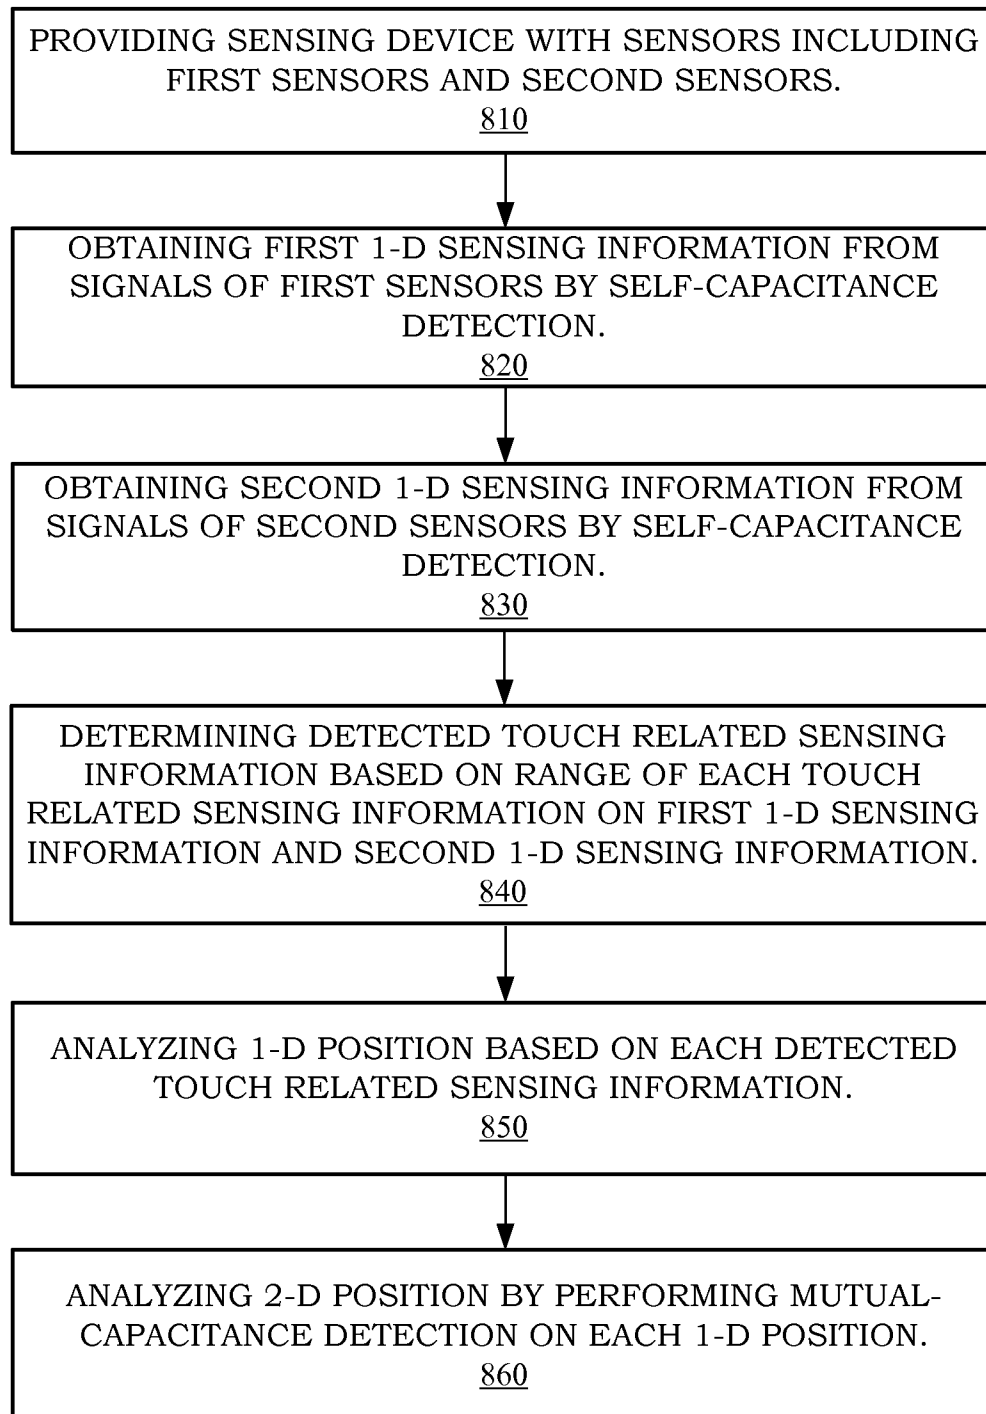 PROVIDING SENSING DEVICE WITH SENSORS INCLUDING
FIRST SENSORS AND SECOND SENSORS.
810
OBTAINING FIRST 1-D SENSING INFORMATION FROM
SIGNALS OF FIRST SENSORS BY SELF-CAPACITANCE
DETECTION.
820
OBTAINING SECOND 1-D SENSING INFORMATION FROM
SIGNALS OF SECOND SENSORS BY SELF-CAPACITANCE
DETECTION.
830
DETERMINING DETECTED TOUCH RELATED SENSING
INFORMATION BASED ON RANGE OF EACH TOUCH
RELATED SENSING INFORMATION ON FIRST 1-D SENSING
INFORMATION AND SECOND 1-D SENSING INFORMATION.
840
ANALYZING 1-D POSITION BASED ON EACH DETECTED
TOUCH RELATED SENSING INFORMATION.
850
ANALYZING 2-D POSITION BY PERFORMING MUTUAL-
CAPACITANCE DETECTION ON EACH 1-D POSITION.
860